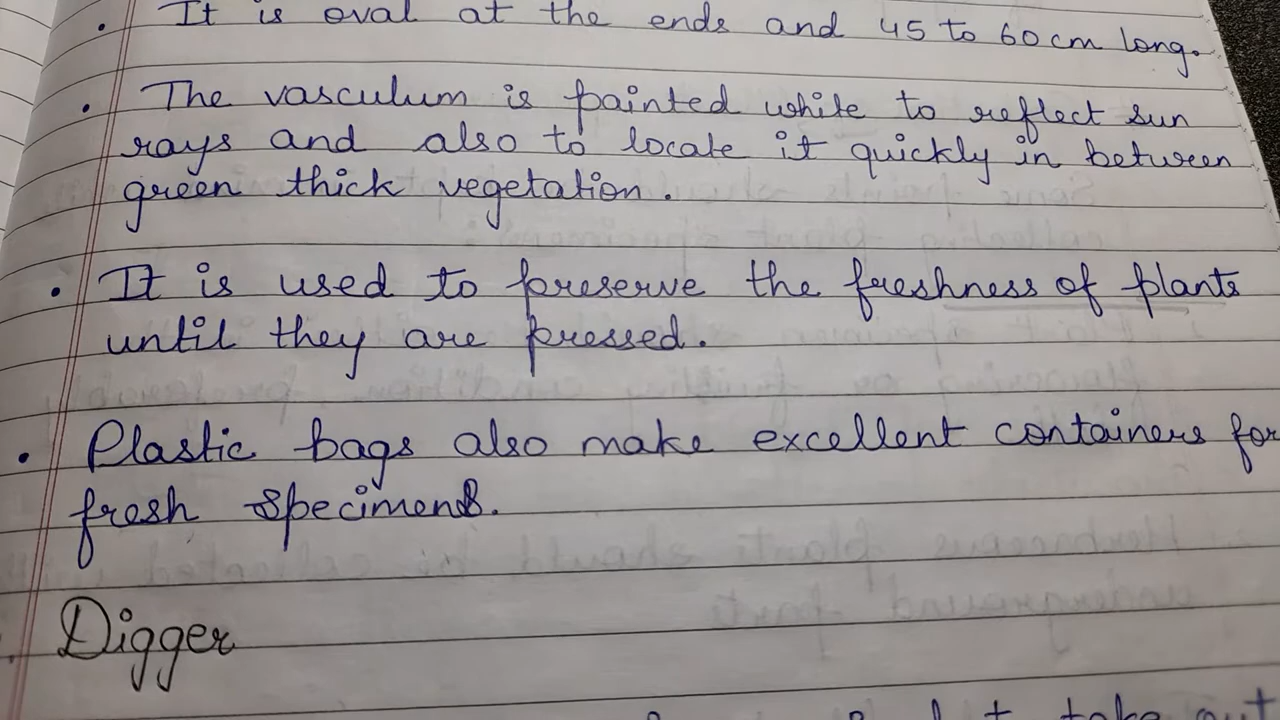 • It is oval at the ends and 45 to 60 cm long.
• The vasculum is painted white to reflect sun
rays and also to locate it quickly in between
green thick vegetation.
• It is used to preserve the freshness of plants
until they are pressed.
• Plastic bags also make excellent containers for
fresh specimens.
Digger
take out